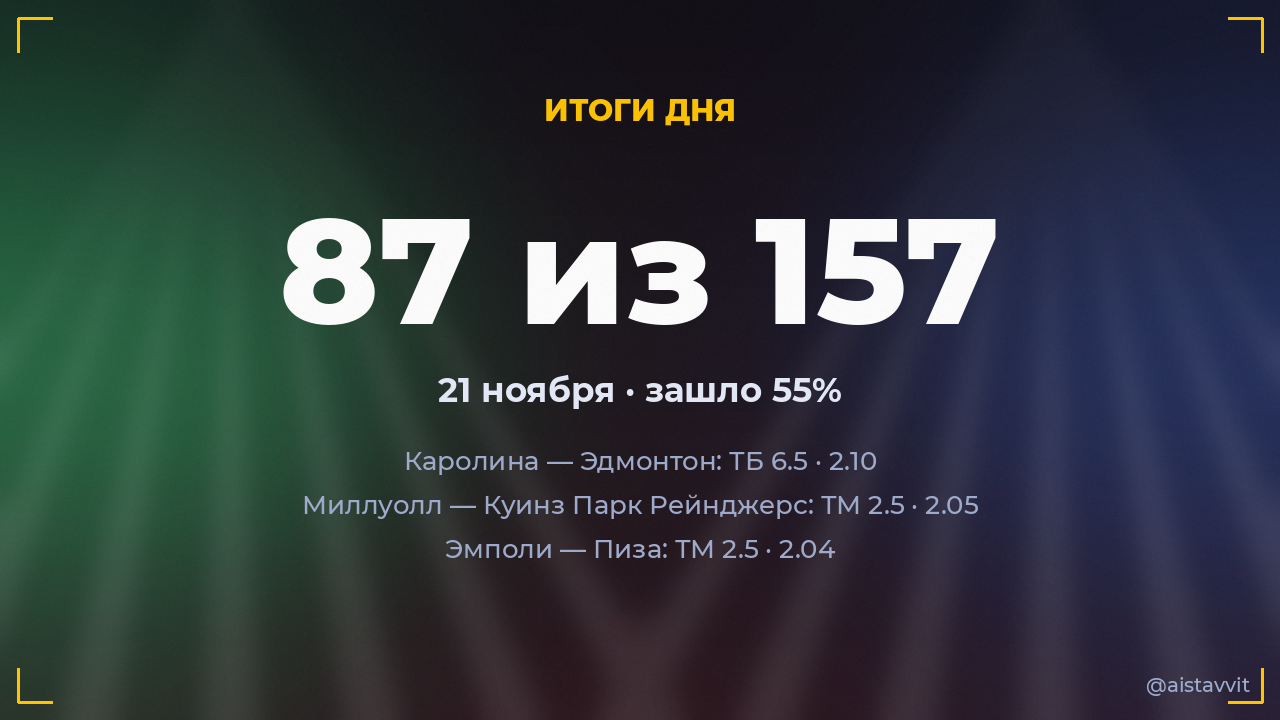 ИТОГИ ДНЯ
87 из 157
21 ноября · зашло 55%
Каролина — Эдмонтон: ТБ 6.5 · 2.10
Миллуолл — Куинз Парк Рейнджерс: ТМ 2.5 · 2.05
Эмполи — Пиза: ТМ 2.5 · 2.04
@aistavvit